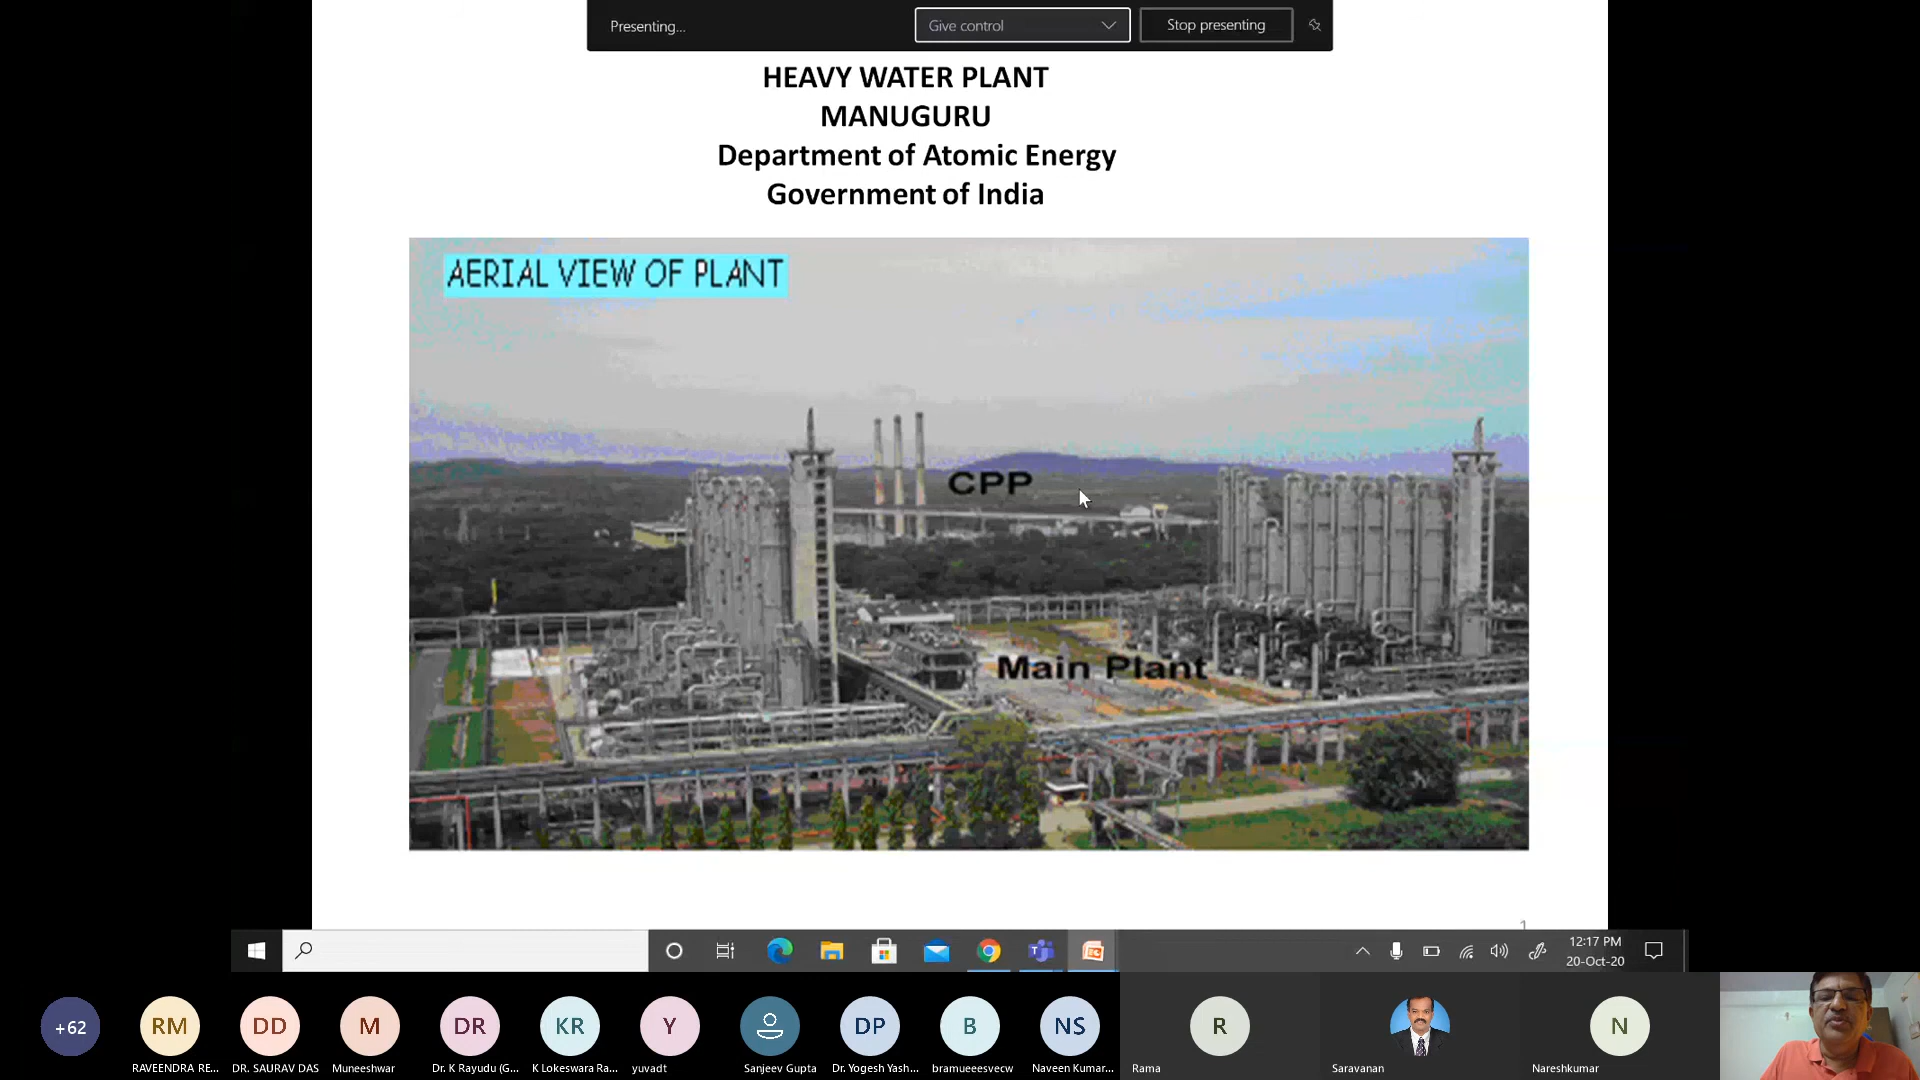 Presenting...
Give control
Stop presenting
HEAVY WATER PLANT
MANUGURU
Department of Atomic Energy
Government of India
AERIAL VIEW OF PLANT
CPP
Main Plant
1
12:17 PM
20-Oct-20
+62
RM
DD
M
DR
KR
Y
DP
B
NS
R
N
RAVEENDRA RE...
DR. SAURAV DAS
Muneeshwar
Dr. K Rayudu (G...
K Lokeswara Ra...
yuvadt
Sanjeev Gupta
Dr. Yogesh Yash...
bramueeesvecw
Naveen Kumar...
Rama
Saravanan
Nareshkumar